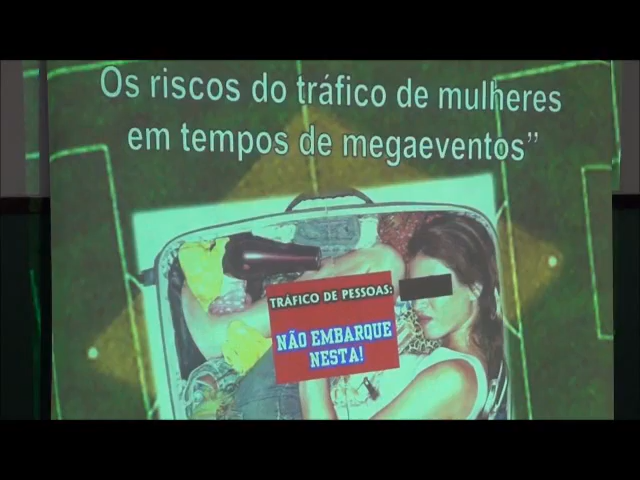 Os riscos do tráfico de mulheres
em tempos de megaeventos”
TRÁFICO DE PESSOAS:
NÃO EMBARQUE
NESTA!